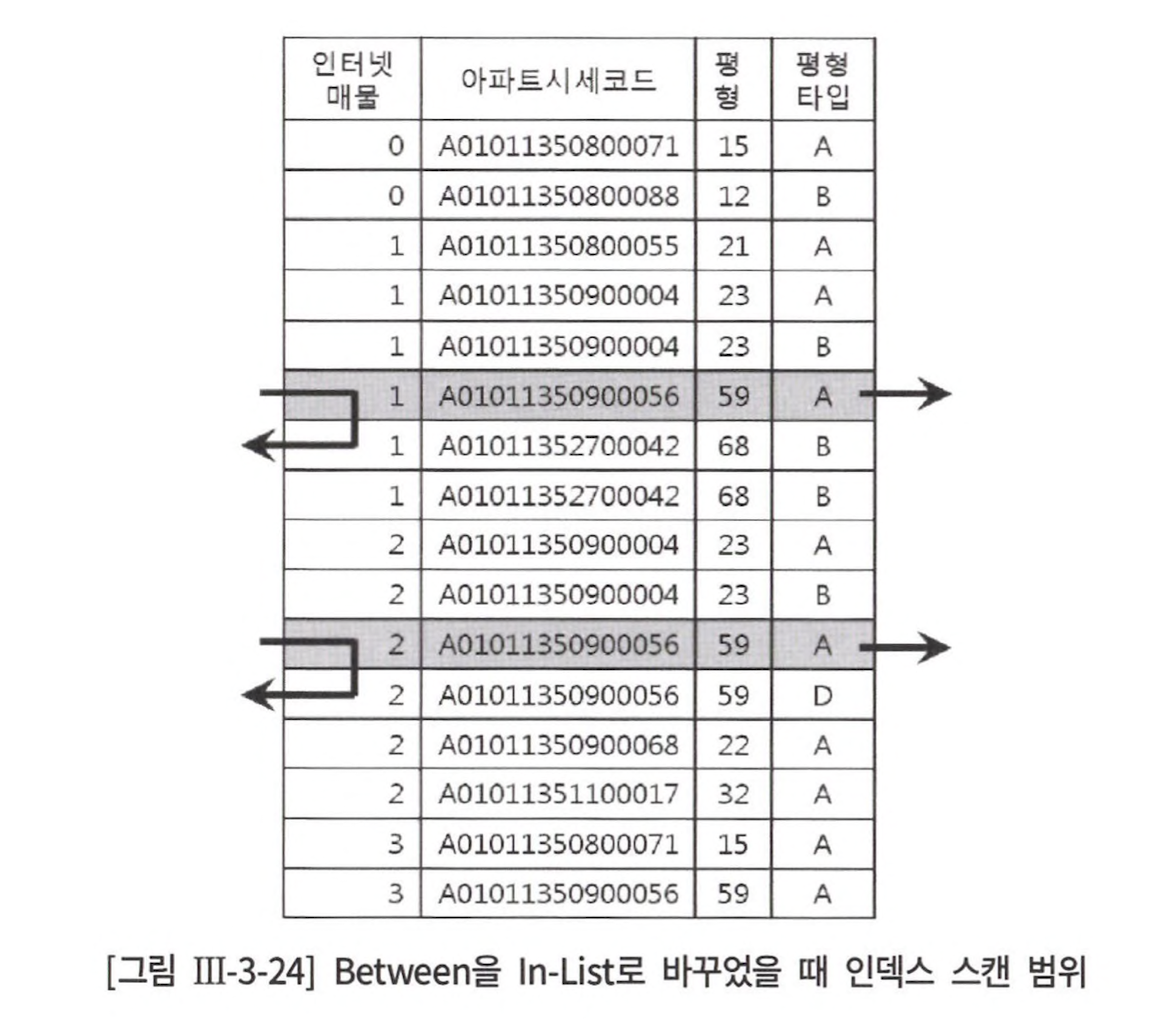 인터넷 매물 아파트시세코드 평형 평형타입
0 A01011350800071 15 A
0 A01011350800088 12 B
1 A01011350800055 21 A
1 A01011350900004 23 A
1 A01011350900004 23 B
1 A01011350900056 59 A
1 A01011352700042 68 B
1 A01011352700042 68 B
2 A01011350900004 23 A
2 A01011350900004 23 B
2 A01011350900056 59 A
2 A01011350900056 59 D
2 A01011350900068 22 A
2 A01011351100017 32 A
3 A01011350800071 15 A
3 A01011350900056 59 A
[그림 III-3-24] Between을 In-List로 바꾸었을 때 인덱스 스캔 범위